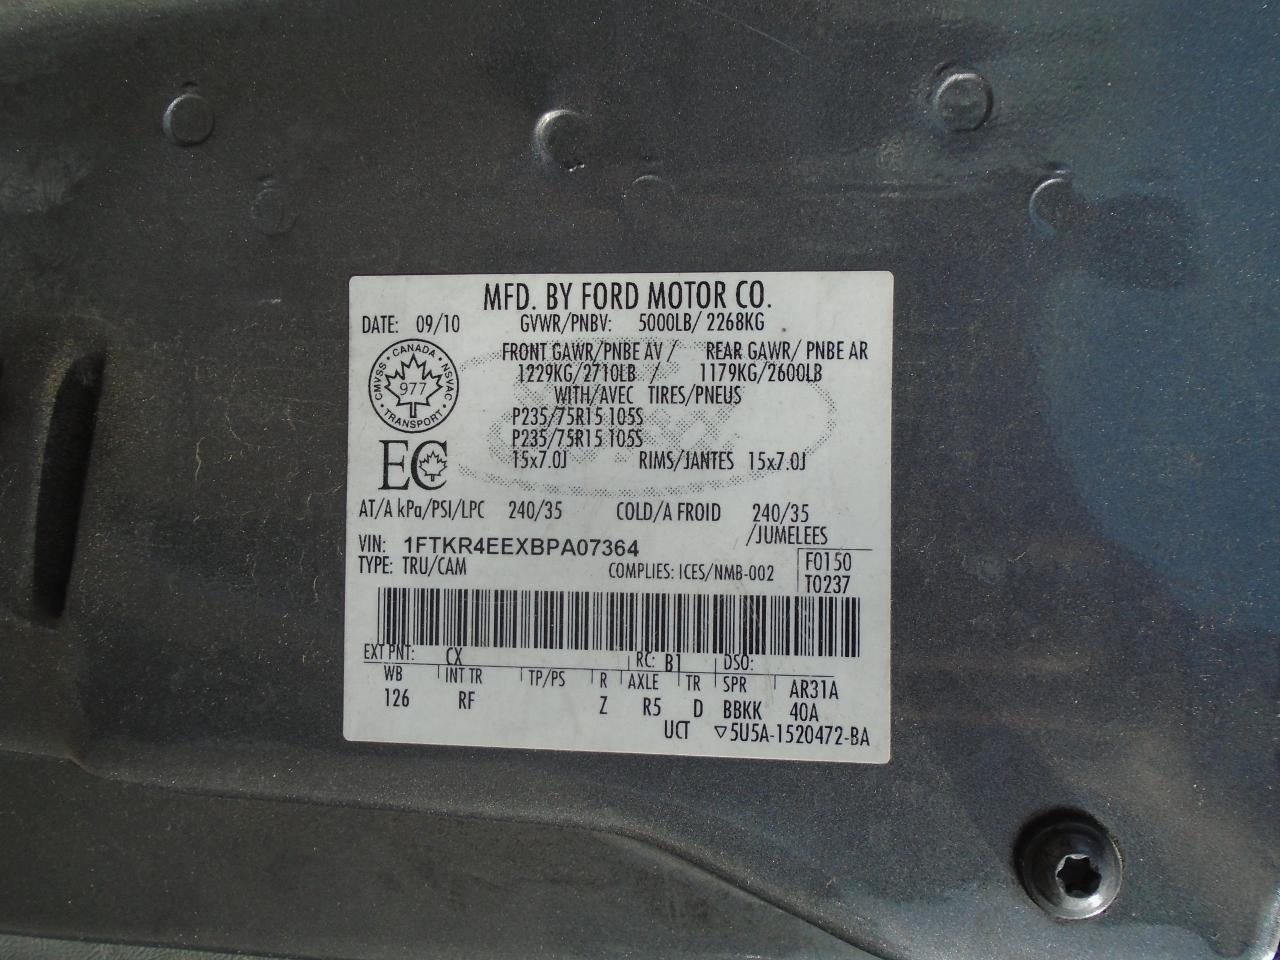 MFD. BY FORD MOTOR CO.
DATE: 09/10 GVWR/PNBV: 5000LB/ 2268KG
CANADA
CMVSS NSVAC
977
TRANSPORT
FRONT GAWR/PNBE AV / REAR GAWR/ PNBE AR
1229KG/2710LB / 1179KG/2600LB
WITH/AVEC TIRES/PNEUS
P235/75R15 105S
P235/75R15 105S
EC
15x7.0J RIMS/JANTES 15x7.0J
AT/A kPa/PSI/LPC 240/35 COLD/A FROID 240/35
/JUMELEES
VIN: 1FTKR4EEXBPA07364
TYPE: TRU/CAM COMPLIES: ICES/NMB-002
F0150
T0237
EXT PNT: CX RC: B1 DSO:
WB INT TR TP/PS R AXLE TR SPR AR31A
126 RF Z R5 D BBKK 40A
UCT ▽5U5A-1520472-BA